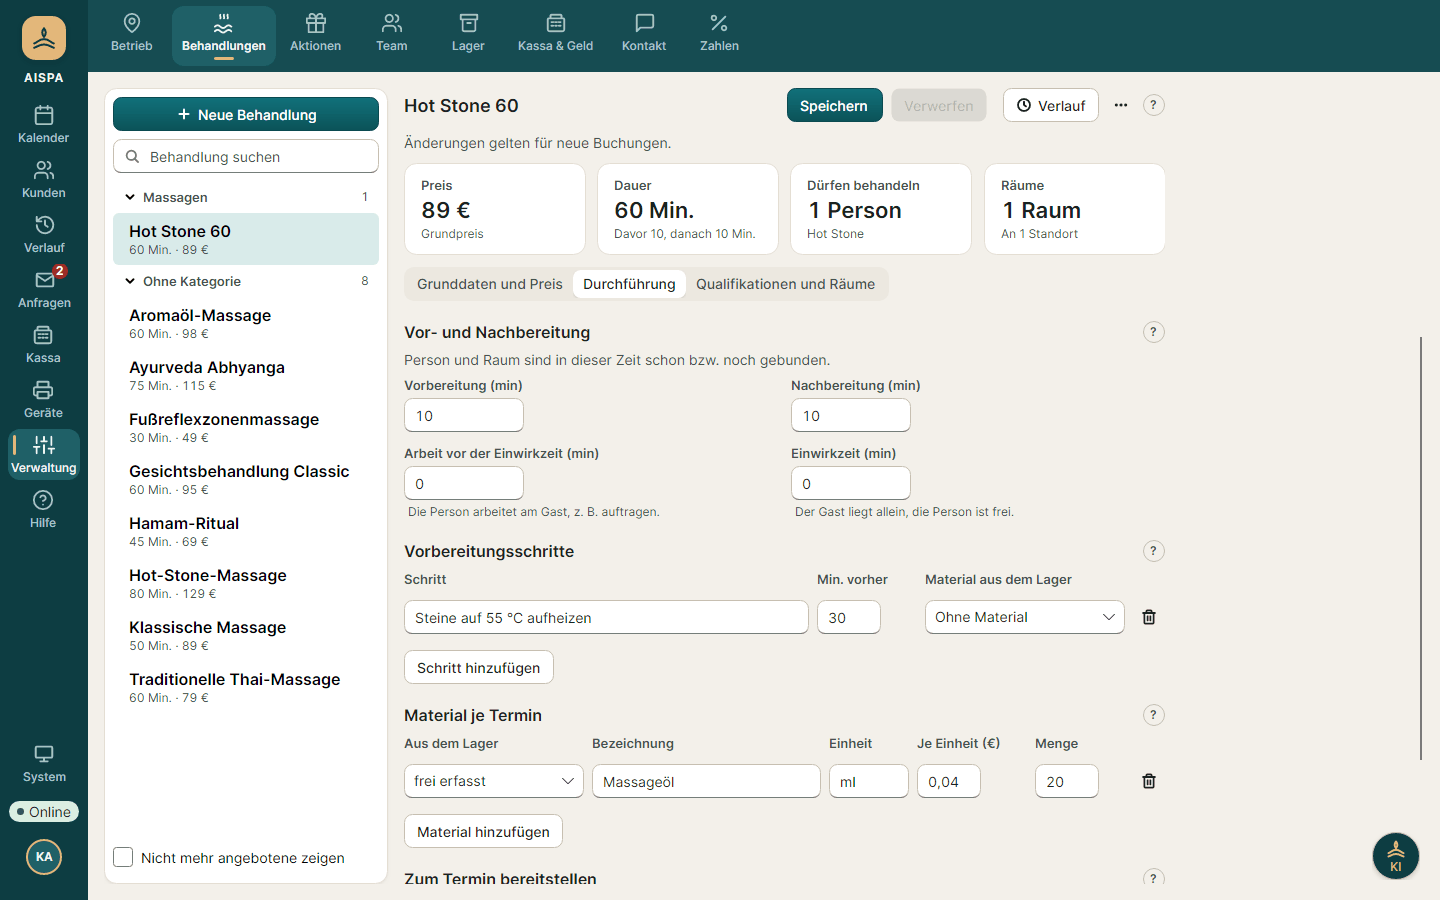 AISPA
Kalender
Kunden
Verlauf
2
Anfragen
Kassa
Geräte
Verwaltung
Hilfe
System
Online
KA
Betrieb
Behandlungen
Aktionen
Team
Lager
Kassa & Geld
Kontakt
Zahlen
+ Neue Behandlung
Behandlung suchen
Massagen 1
Hot Stone 60
60 Min. · 89 €
Ohne Kategorie 8
Aromaöl-Massage
60 Min. · 98 €
Ayurveda Abhyanga
75 Min. · 115 €
Fußreflexzonenmassage
30 Min. · 49 €
Gesichtsbehandlung Classic
60 Min. · 95 €
Hamam-Ritual
45 Min. · 69 €
Hot-Stone-Massage
80 Min. · 129 €
Klassische Massage
50 Min. · 89 €
Traditionelle Thai-Massage
60 Min. · 79 €
Nicht mehr angebotene zeigen
Hot Stone 60
Speichern
Verwerfen
Verlauf
...
?
Änderungen gelten für neue Buchungen.
Preis
89 €
Grundpreis
Dauer
60 Min.
Davor 10, danach 10 Min.
Dürfen behandeln
1 Person
Hot Stone
Räume
1 Raum
An 1 Standort
Grunddaten und Preis
Durchführung
Qualifikationen und Räume
Vor- und Nachbereitung ?
Person und Raum sind in dieser Zeit schon bzw. noch gebunden.
Vorbereitung (min) Nachbereitung (min)
10 10
Arbeit vor der Einwirkzeit (min) Einwirkzeit (min)
0 0
Die Person arbeitet am Gast, z. B. auftragen. Der Gast liegt allein, die Person ist frei.
Vorbereitungsschritte ?
Schritt Min. vorher Material aus dem Lager
Steine auf 55 °C aufheizen 30 Ohne Material
Schritt hinzufügen
Material je Termin ?
Aus dem Lager Bezeichnung Einheit Je Einheit (€) Menge
frei erfasst Massageöl ml 0,04 20
Material hinzufügen
Zum Termin bereitstellen ?
KI